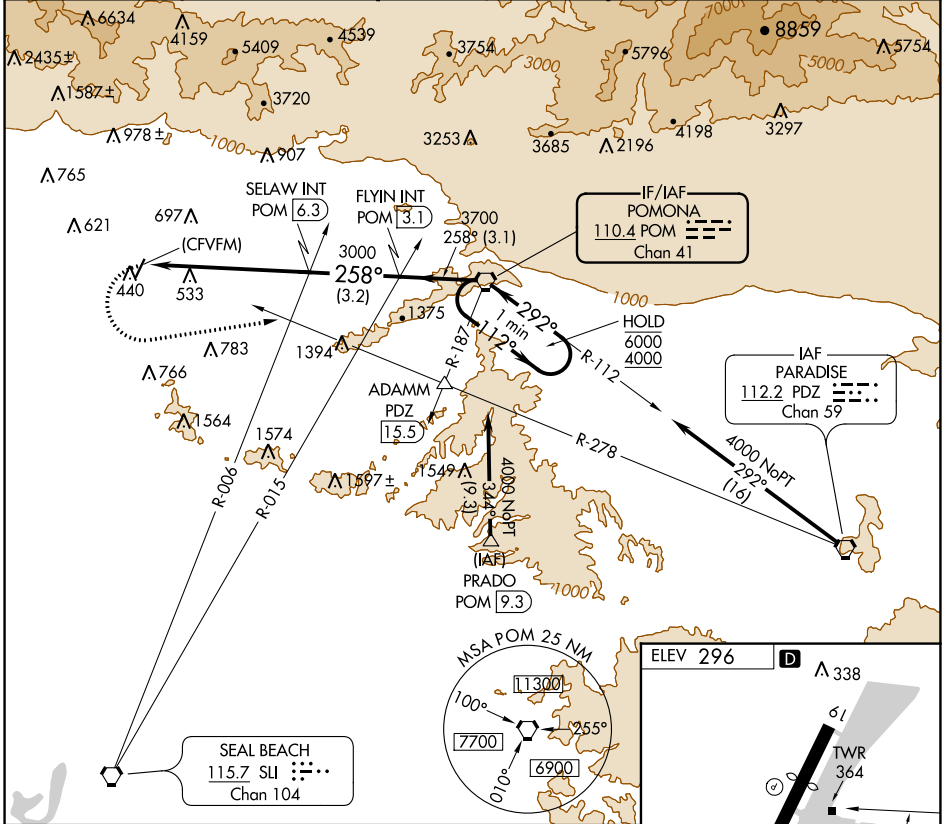 6634
4159
5409
4539
3754
5796
7000
8859
5754
2435±
3000
5000
1587±
3720
978 ±
1000
907
3253
3685
2196
4198
3297
765
SELAW INT
POM 6.3
FLYIN INT
POM 3.1
3700
258° (3.1)
IF/IAF
POMONA
110.4 POM
Chan 41
621
697
(CFVFM)
3000
258°
(3.2)
440
533
1375
1000
292°
1 min
112°
HOLD
6000
4000
R-187
R-112
783
1394
766
ADAMM
PDZ
15.5
IAF
PARADISE
112.2 PDZ
Chan 59
1564
1574
R-278
4000 NoPT
292°
(16)
1549
1597 ±
4000 NoPT
344°
(9.3)
R-006
R-015
(IAF)
PRADO
POM 9.3
1000
MSA POM 25 NM
11300
100°
255°
7700
010°
6900
SEAL BEACH
115.7 SLI
Chan 104
ELEV 296
D
338
19
TWR
364
P